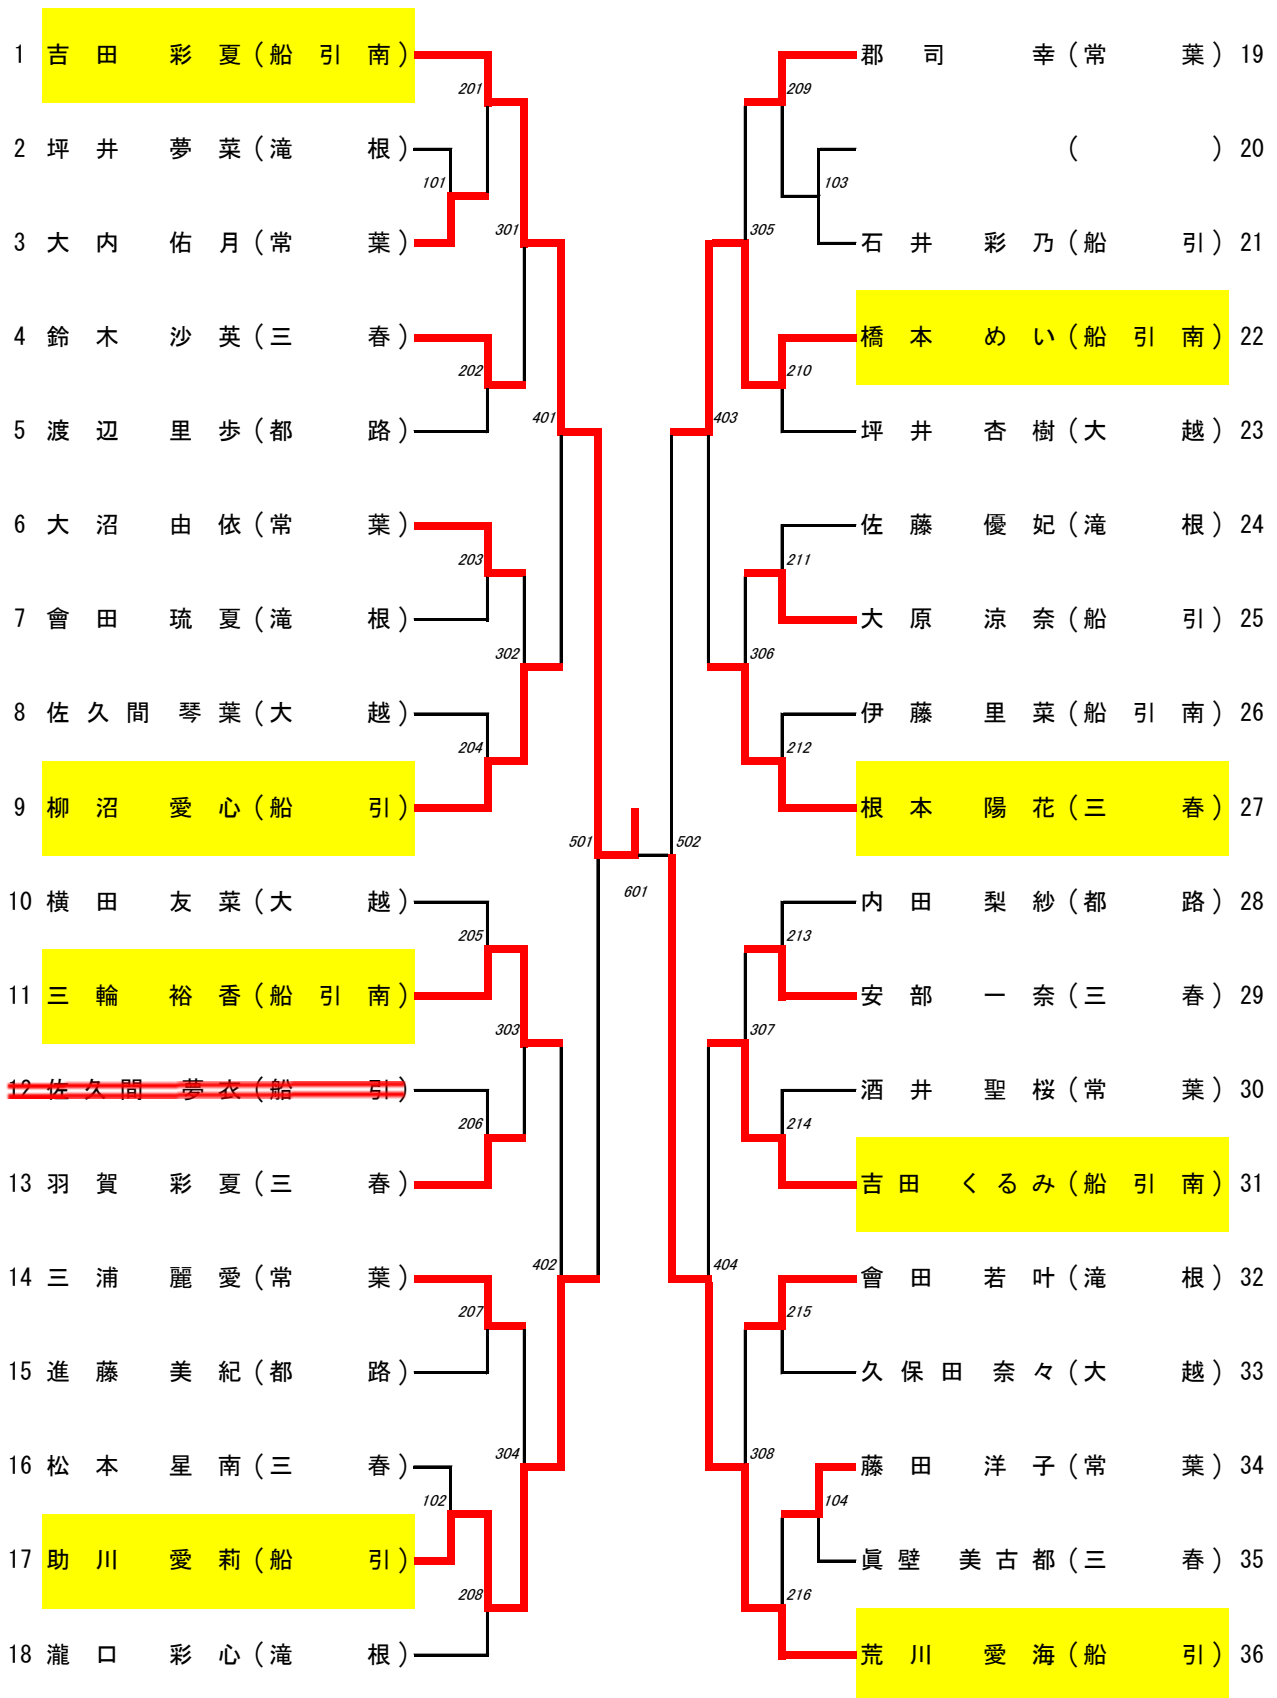 1 吉田 彩夏(船引南)
201
2 坪井 夢菜(滝根)
101
3 大内 佑月(常葉)
301
4 鈴木 沙英(三春)
202
5 渡辺 里歩(都路)
401
6 大沼 由依(常葉)
203
7 會田 琉夏(滝根)
302
8 佐久間 琴葉(大越)
204
9 柳沼 愛心(船引)
501
10 横田 友菜(大越)
205
11 三輪 裕香(船引南)
303
12 佐久間 夢衣(船引)
206
13 羽賀 彩夏(三春)
402
14 三浦 麗愛(常葉)
207
15 進藤 美紀(都路)
304
16 松本 星南(三春)
102
17 助川 愛莉(船引)
208
18 瀧口 彩心(滝根)
601
郡司 幸(常葉) 19
209
( ) 20
103
305
石井 彩乃(船引) 21
橋本 めい(船引南) 22
210
403
坪井 杏樹(大越) 23
佐藤 優妃(滝根) 24
211
大原 涼奈(船引) 25
306
伊藤 里菜(船引南) 26
212
根本 陽花(三春) 27
502
内田 梨紗(都路) 28
213
安部 一奈(三春) 29
307
酒井 聖桜(常葉) 30
214
吉田 くるみ(船引南) 31
404
會田 若叶(滝根) 32
215
久保田 奈々(大越) 33
308
藤田 洋子(常葉) 34
104
眞壁 美古都(三春) 35
216
荒川 愛海(船引) 36